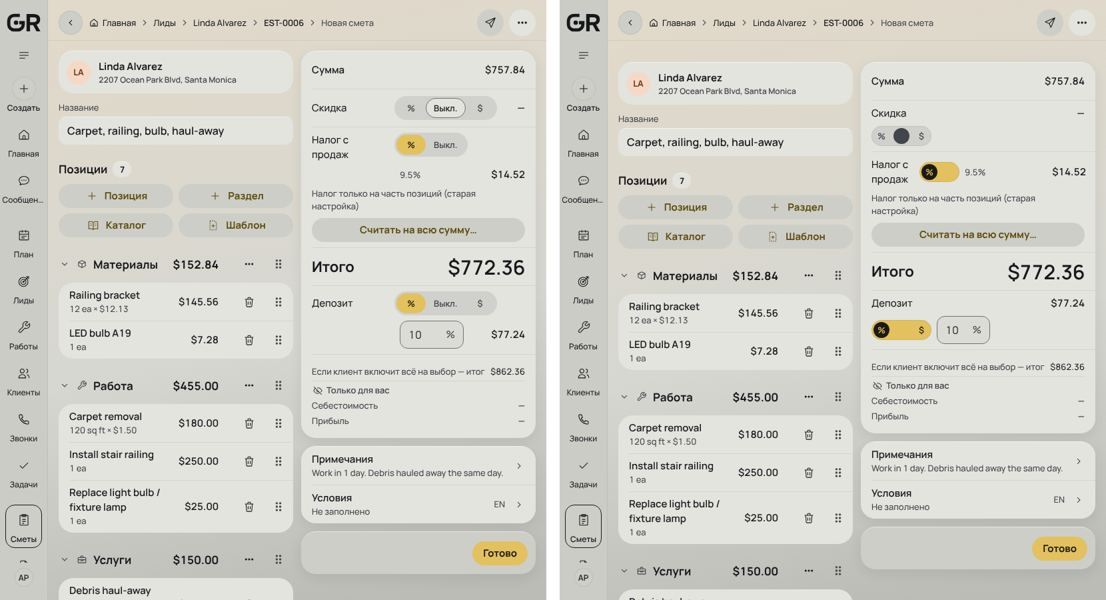 GR
Главная
Лиды
Linda Alvarez
EST-0006
Новая смета
Создать
Главная
Сообщен...
План
Лиды
Работы
Клиенты
Звонки
Задачи
Сметы
AP
LA
Linda Alvarez
2207 Ocean Park Blvd, Santa Monica
Название
Carpet, railing, bulb, haul-away
Позиции 7
+ Позиция
+ Раздел
Каталог
Шаблон
Материалы $152.84
Railing bracket
12 ea × $12.13
$145.56
LED bulb A19
1 ea
$7.28
Работа $455.00
Carpet removal
120 sq ft × $1.50
$180.00
Install stair railing
1 ea
$250.00
Replace light bulb /
fixture lamp
1 ea
$25.00
Услуги $150.00
Debris haul-away
Сумма $757.84
Скидка % Выкл. $ –
Налог с
продаж
% Выкл.
9.5% $14.52
Налог только на часть позиций (старая
настройка)
Считать на всю сумму...
Итого $772.36
Депозит % Выкл. $
10 % $77.24
Если клиент включит всё на выбор — итог $862.36
Только для вас
Себестоимость –
Прибыль –
Примечания
Work in 1 day. Debris hauled away the same day.
Условия
Не заполнено
EN
Готово
GR
Главная
Лиды
Linda Alvarez
EST-0006
Новая смета
Создать
Главная
Сообщен...
План
Лиды
Работы
Клиенты
Звонки
Задачи
Сметы
AP
LA
Linda Alvarez
2207 Ocean Park Blvd, Santa Monica
Название
Carpet, railing, bulb, haul-away
Позиции 7
+ Позиция
+ Раздел
Каталог
Шаблон
Материалы $152.84
Railing bracket
12 ea × $12.13
$145.56
LED bulb A19
1 ea
$7.28
Работа $455.00
Carpet removal
120 sq ft × $1.50
$180.00
Install stair railing
1 ea
$250.00
Replace light bulb /
fixture lamp
1 ea
$25.00
Услуги $150.00
Сумма $757.84
Скидка –
% $
Налог с
продаж
% 9.5% $14.52
Налог только на часть позиций (старая
настройка)
Считать на всю сумму...
Итого $772.36
Депозит $77.24
% $ 10 %
Если клиент включит всё на выбор — итог $862.36
Только для вас
Себестоимость –
Прибыль –
Примечания
Work in 1 day. Debris hauled away the same day.
Условия
Не заполнено
EN
Готово